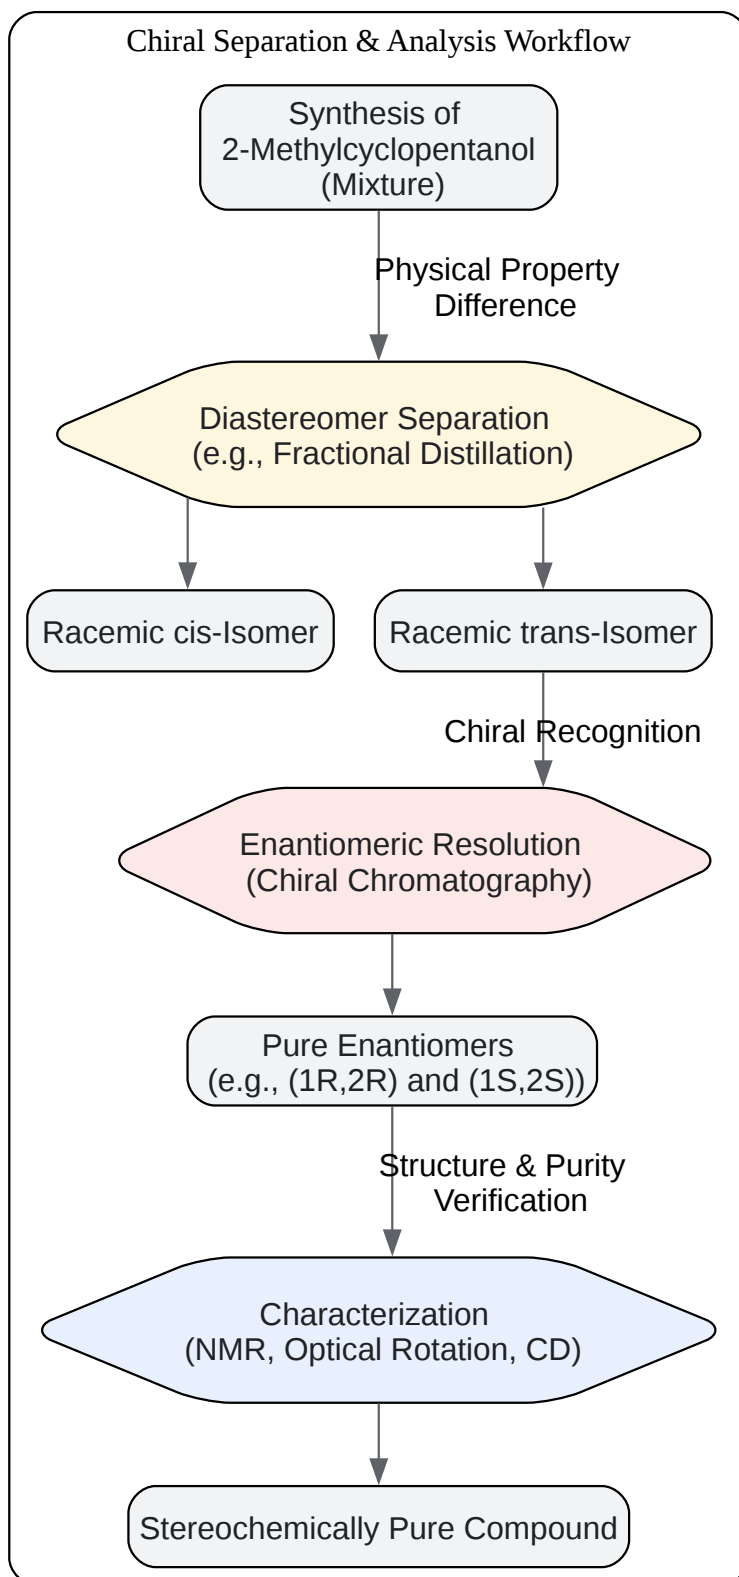 Chiral Separation & Analysis Workflow
Synthesis of
2-Methylcyclopentanol
(Mixture)
Physical Property
Difference
Diastereomer Separation
(e.g., Fractional Distillation)
Racemic cis-Isomer
Racemic trans-Isomer
Chiral Recognition
Enantiomeric Resolution
(Chiral Chromatography)
Pure Enantiomers
(e.g., (1R,2R) and (1S,2S))
Structure & Purity
Verification
Characterization
(NMR, Optical Rotation, CD)
Stereochemically Pure Compound